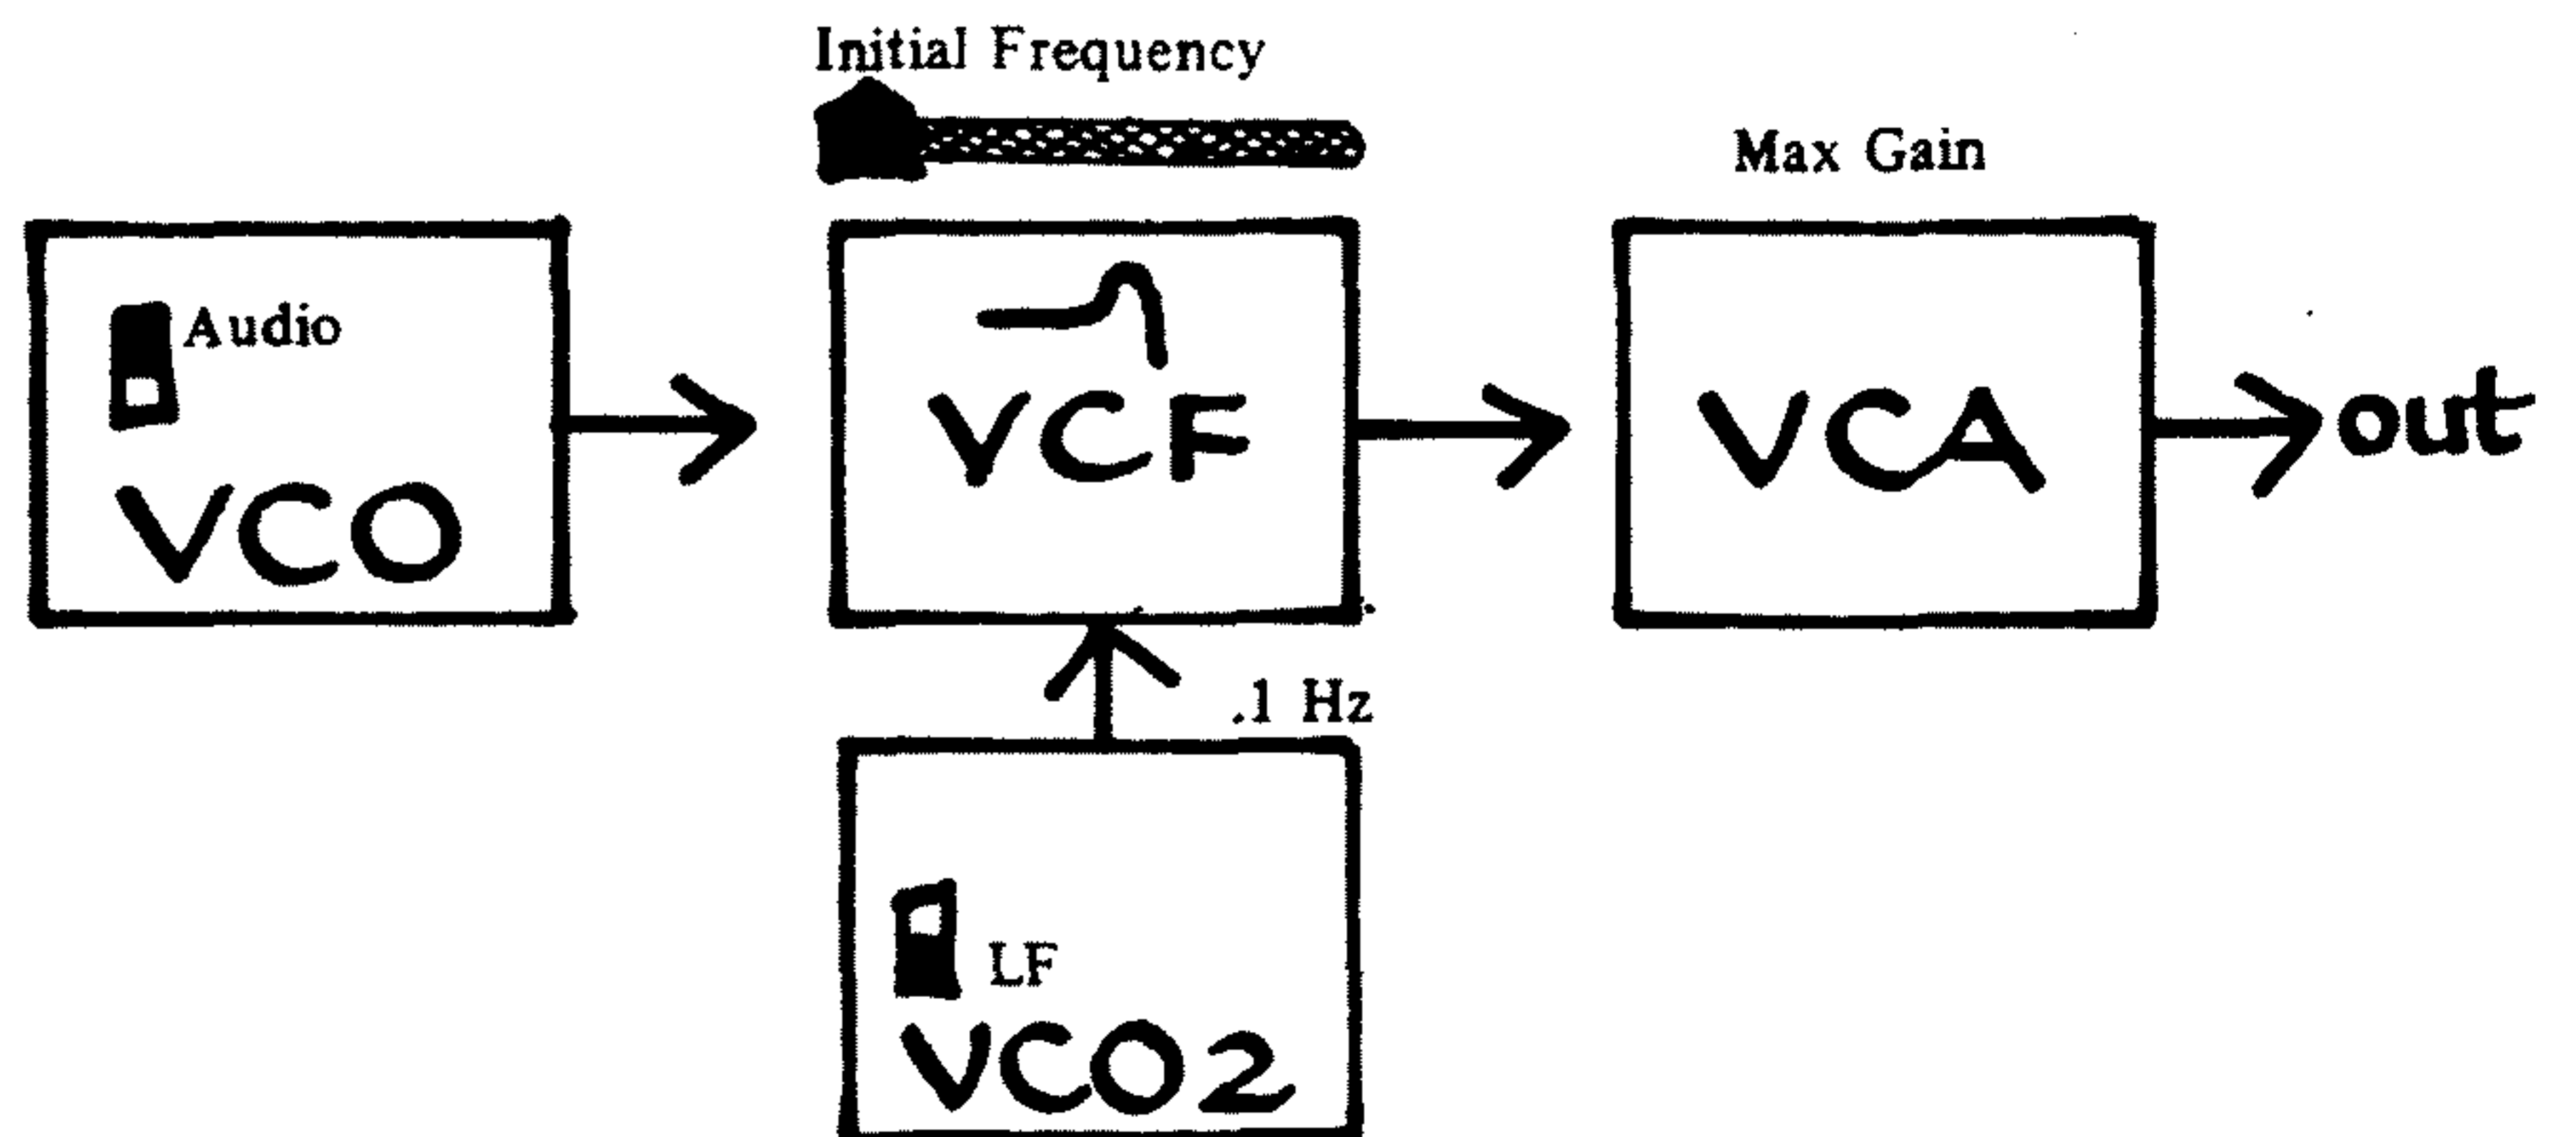 Initial Frequency
Max Gain
Audio
VCO
VCF
VCA
out
.1 Hz
LF
VCO2